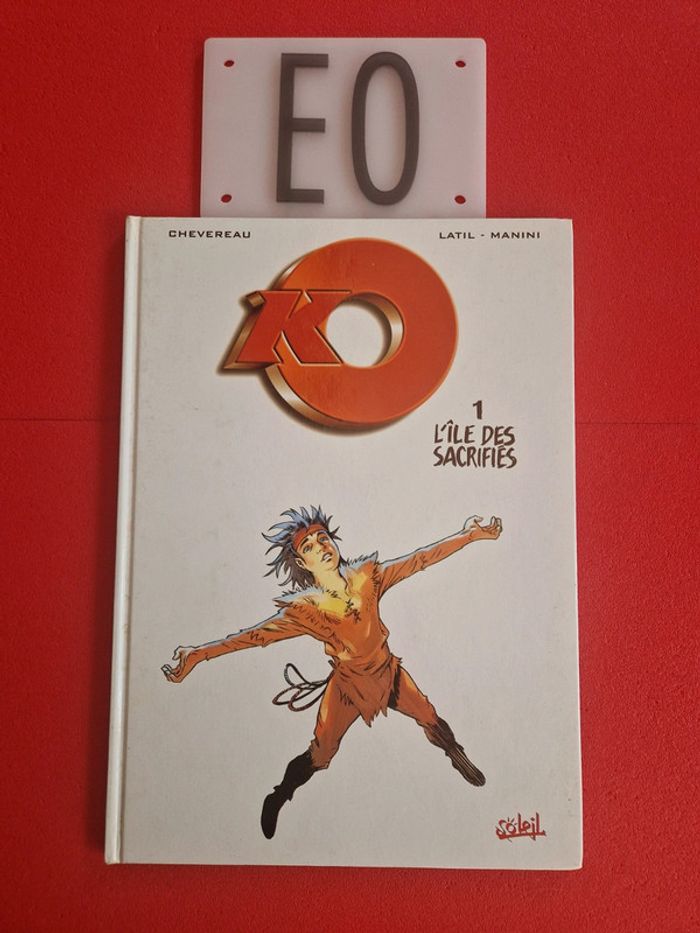 EO
CHEVEREAU
LATIL - MANINI
KO
1
L'ÎLE DES
SACRIFIÉS
SOLEIL